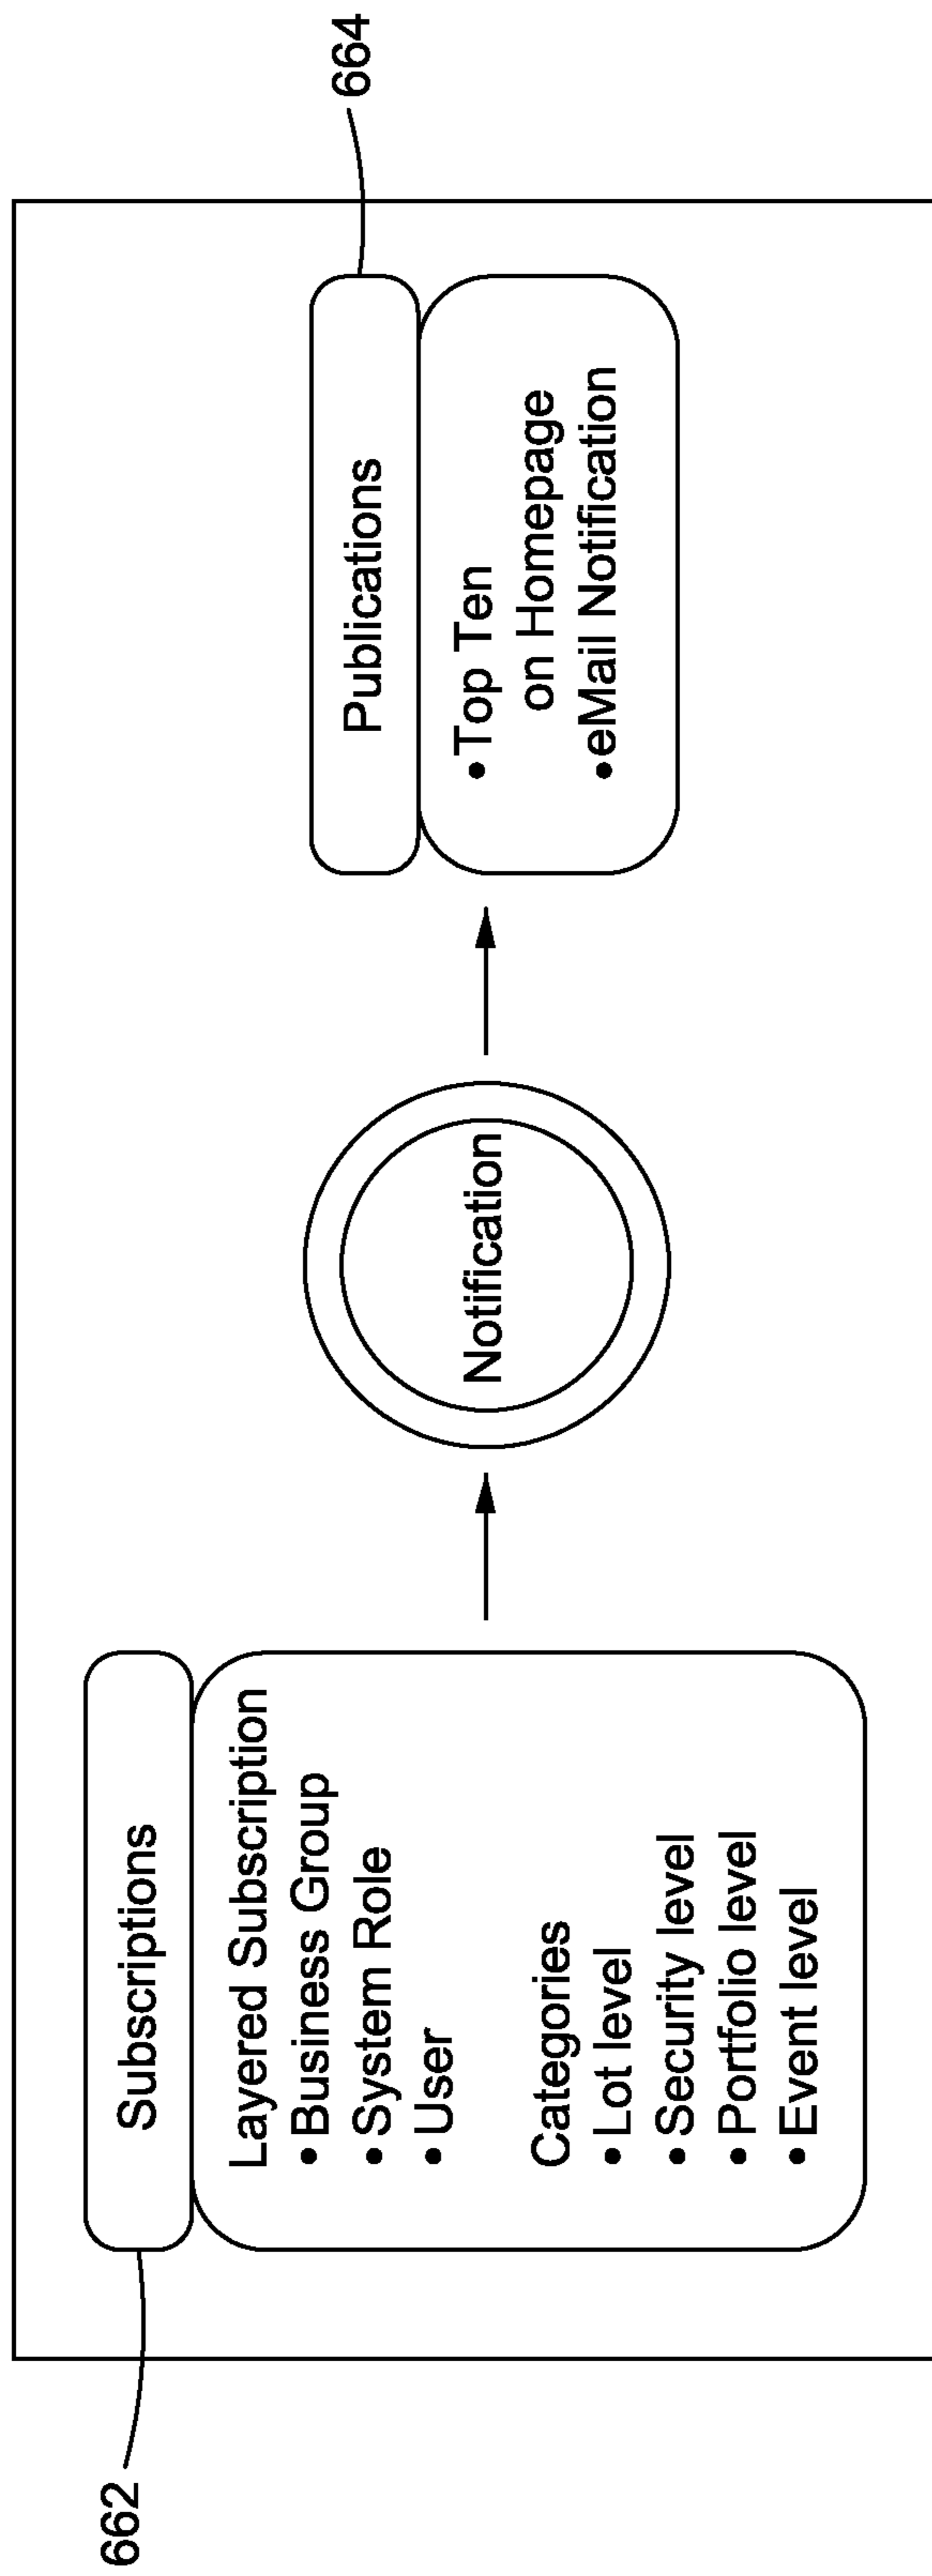 662
Subscriptions
Layered Subscription
• Business Group
• System Role
• User
Categories
• Lot level
• Security level
• Portfolio level
• Event level
Notification
664
Publications
• Top Ten
on Homepage
• eMail Notification